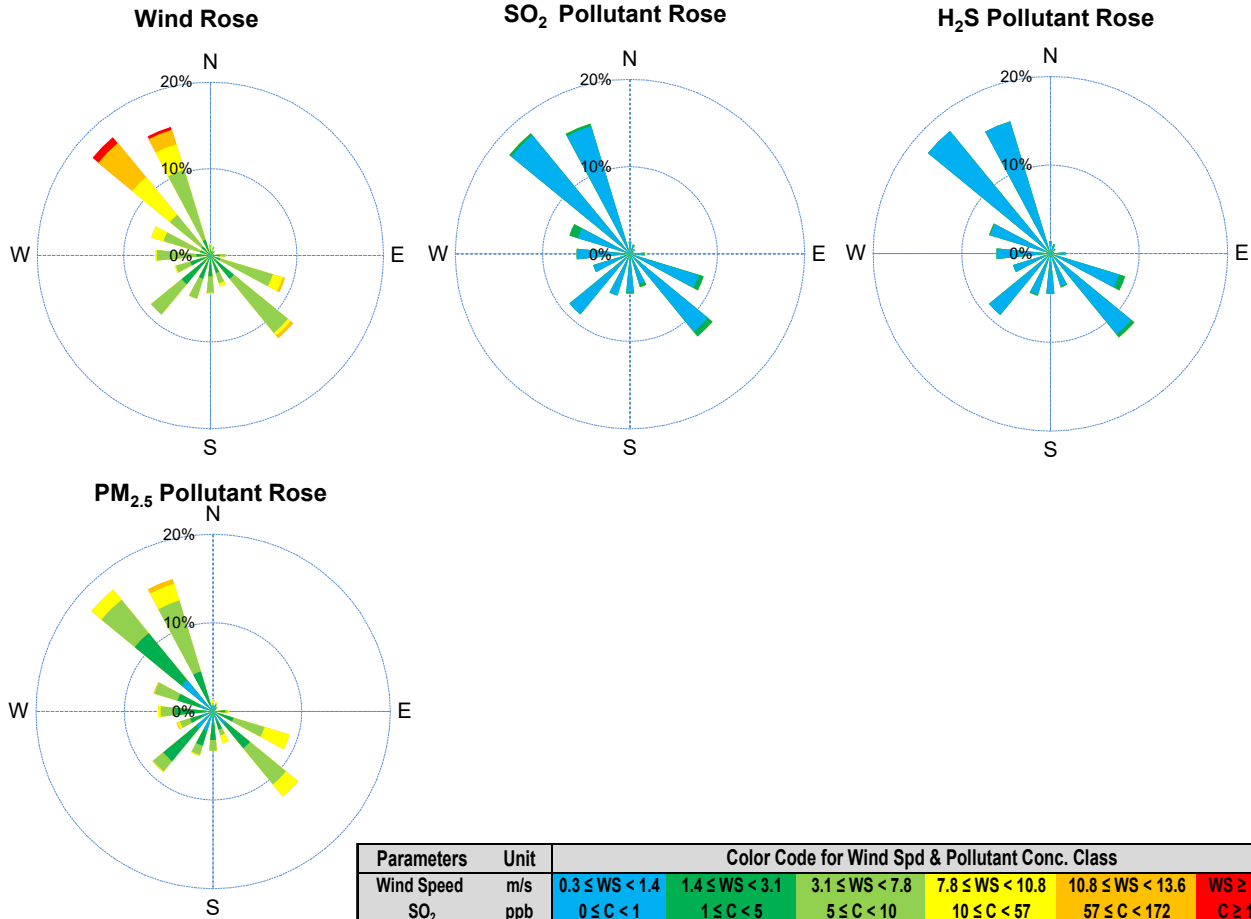 Wind Rose
SO₂ Pollutant Rose
H₂S Pollutant Rose
N
20%
10%
W
0%
E
S
N
20%
10%
W
0%
E
S
N
20%
10%
W
0%
E
S
PM₂.₅ Pollutant Rose
N
20%
10%
W
0%
E
S
Parameters Unit Color Code for Wind Spd & Pollutant Conc. Class
Wind Speed m/s 0.3 ≤ WS < 1.4 1.4 ≤ WS < 3.1 3.1 ≤ WS < 7.8 7.8 ≤ WS < 10.8 10.8 ≤ WS < 13.6 WS ≥
SO₂ ppb 0 ≤ C < 1 1 ≤ C < 5 5 ≤ C < 10 10 ≤ C < 57 57 ≤ C < 172 C ≥